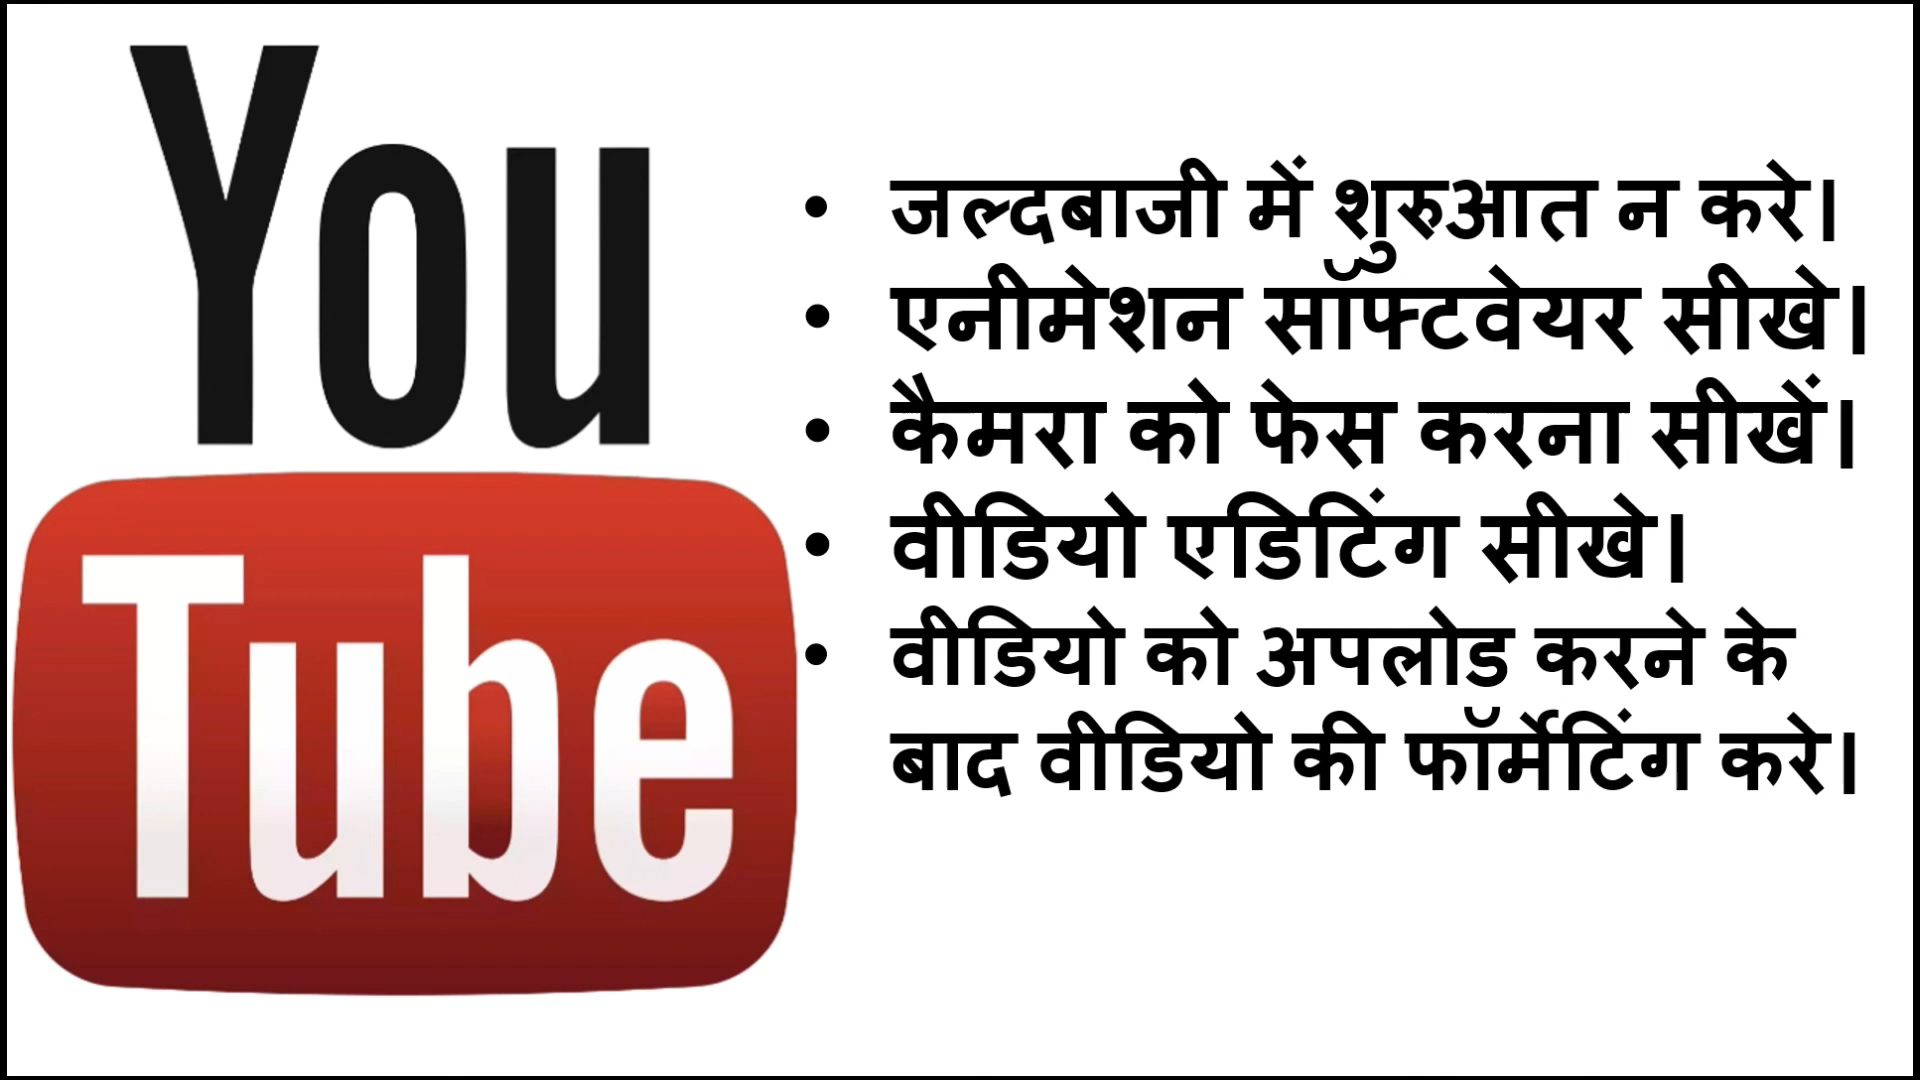 You
Tube
• जल्दबाजी में शुरुआत न करे।
• एनीमेशन सॉफ्टवेयर सीखे।
• कैमरा को फेस करना सीखें।
• वीडियो एडिटिंग सीखे।
• वीडियो को अपलोड करने के
बाद वीडियो की फॉर्मेटिंग करे।